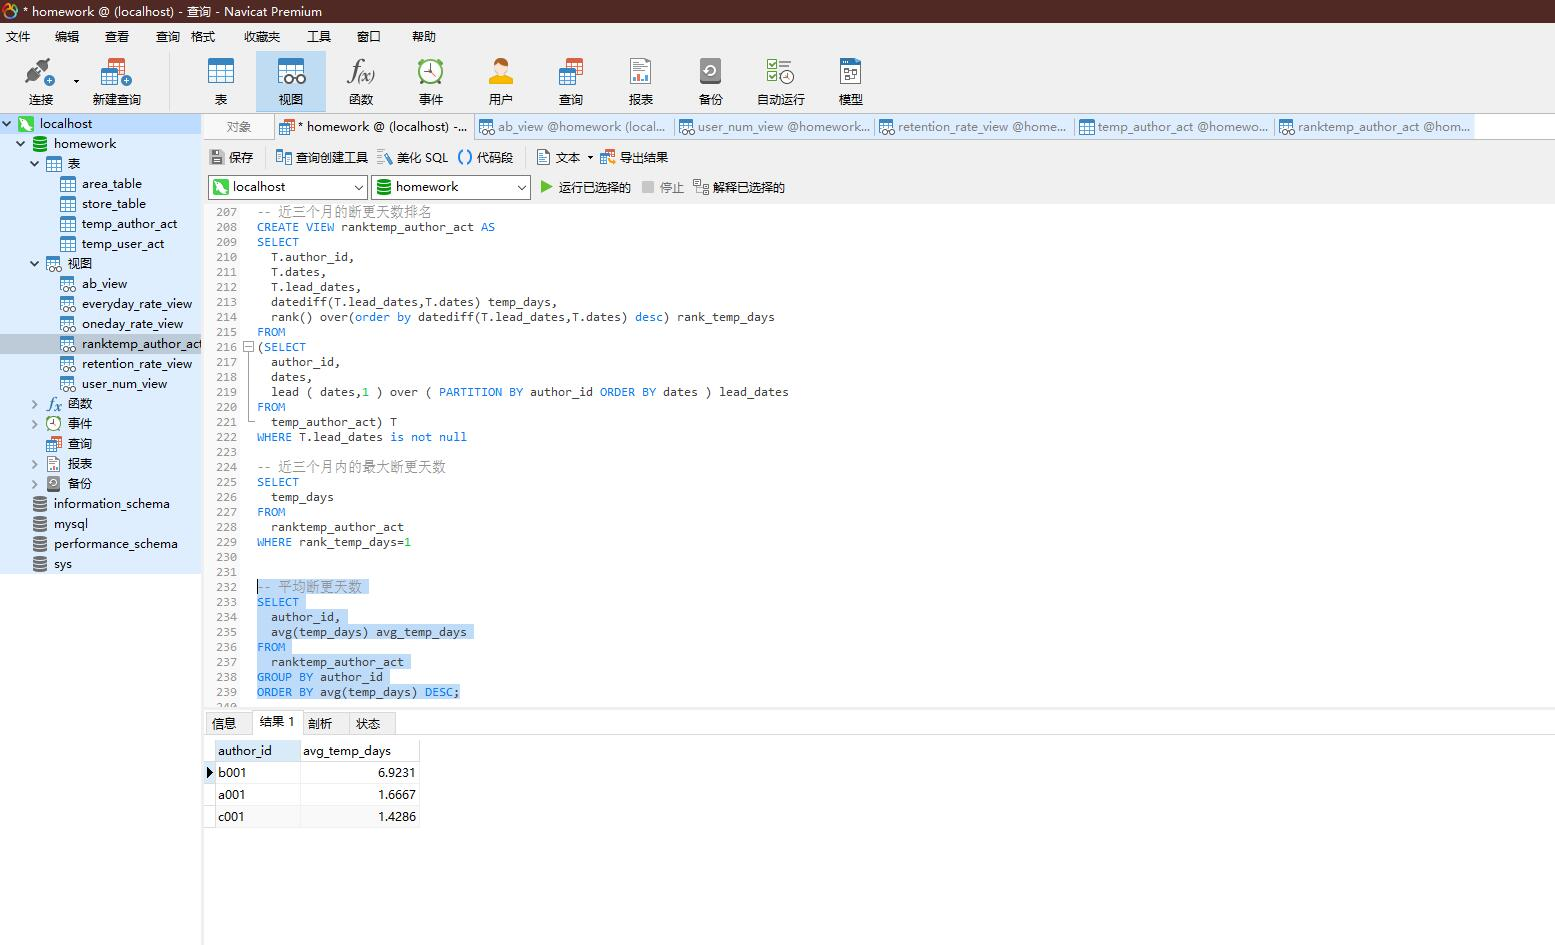 * homework @ (localhost) - 查询 - Navicat Premium
文件 编辑 查看 查询 格式 收藏夹 工具 窗口 帮助
连接 新建查询 表 视图 函数 事件 用户 查询 报表 备份 自动运行 模型
对象 * homework @ (localhost) -... ab_view @homework (local... user_num_view @homework... retention_rate_view @home... temp_author_act @homewo... ranktemp_author_act @hom...
保存 查询创建工具 美化 SQL 代码段 文本 导出结果
localhost homework 运行已选择的 停止 解释已选择的
localhost
homework
表
area_table
store_table
temp_author_act
temp_user_act
视图
ab_view
everyday_rate_view
oneday_rate_view
ranktemp_author_act
retention_rate_view
user_num_view
fx 函数
事件
查询
报表
备份
information_schema
mysql
performance_schema
sys
207 -- 近三个月的断更天数排名
208 CREATE VIEW ranktemp_author_act AS
209 SELECT
210 T.author_id,
211 T.dates,
212 T.lead_dates,
213 datediff(T.lead_dates,T.dates) temp_days,
214 rank() over(order by datediff(T.lead_dates,T.dates) desc) rank_temp_days
215 FROM
216 (SELECT
217 author_id,
218 dates,
219 lead ( dates,1 ) over ( PARTITION BY author_id ORDER BY dates ) lead_dates
220 FROM
221 temp_author_act) T
222 WHERE T.lead_dates is not null
223
224 -- 近三个月内的最大断更天数
225 SELECT
226 temp_days
227 FROM
228 ranktemp_author_act
229 WHERE rank_temp_days=1
230
231
232 -- 平均断更天数
233 SELECT
234 author_id,
235 avg(temp_days) avg_temp_days
236 FROM
237 ranktemp_author_act
238 GROUP BY author_id
239 ORDER BY avg(temp_days) DESC;
240
信息 结果 1 剖析 状态
author_id avg_temp_days
b001 6.9231
a001 1.6667
c001 1.4286